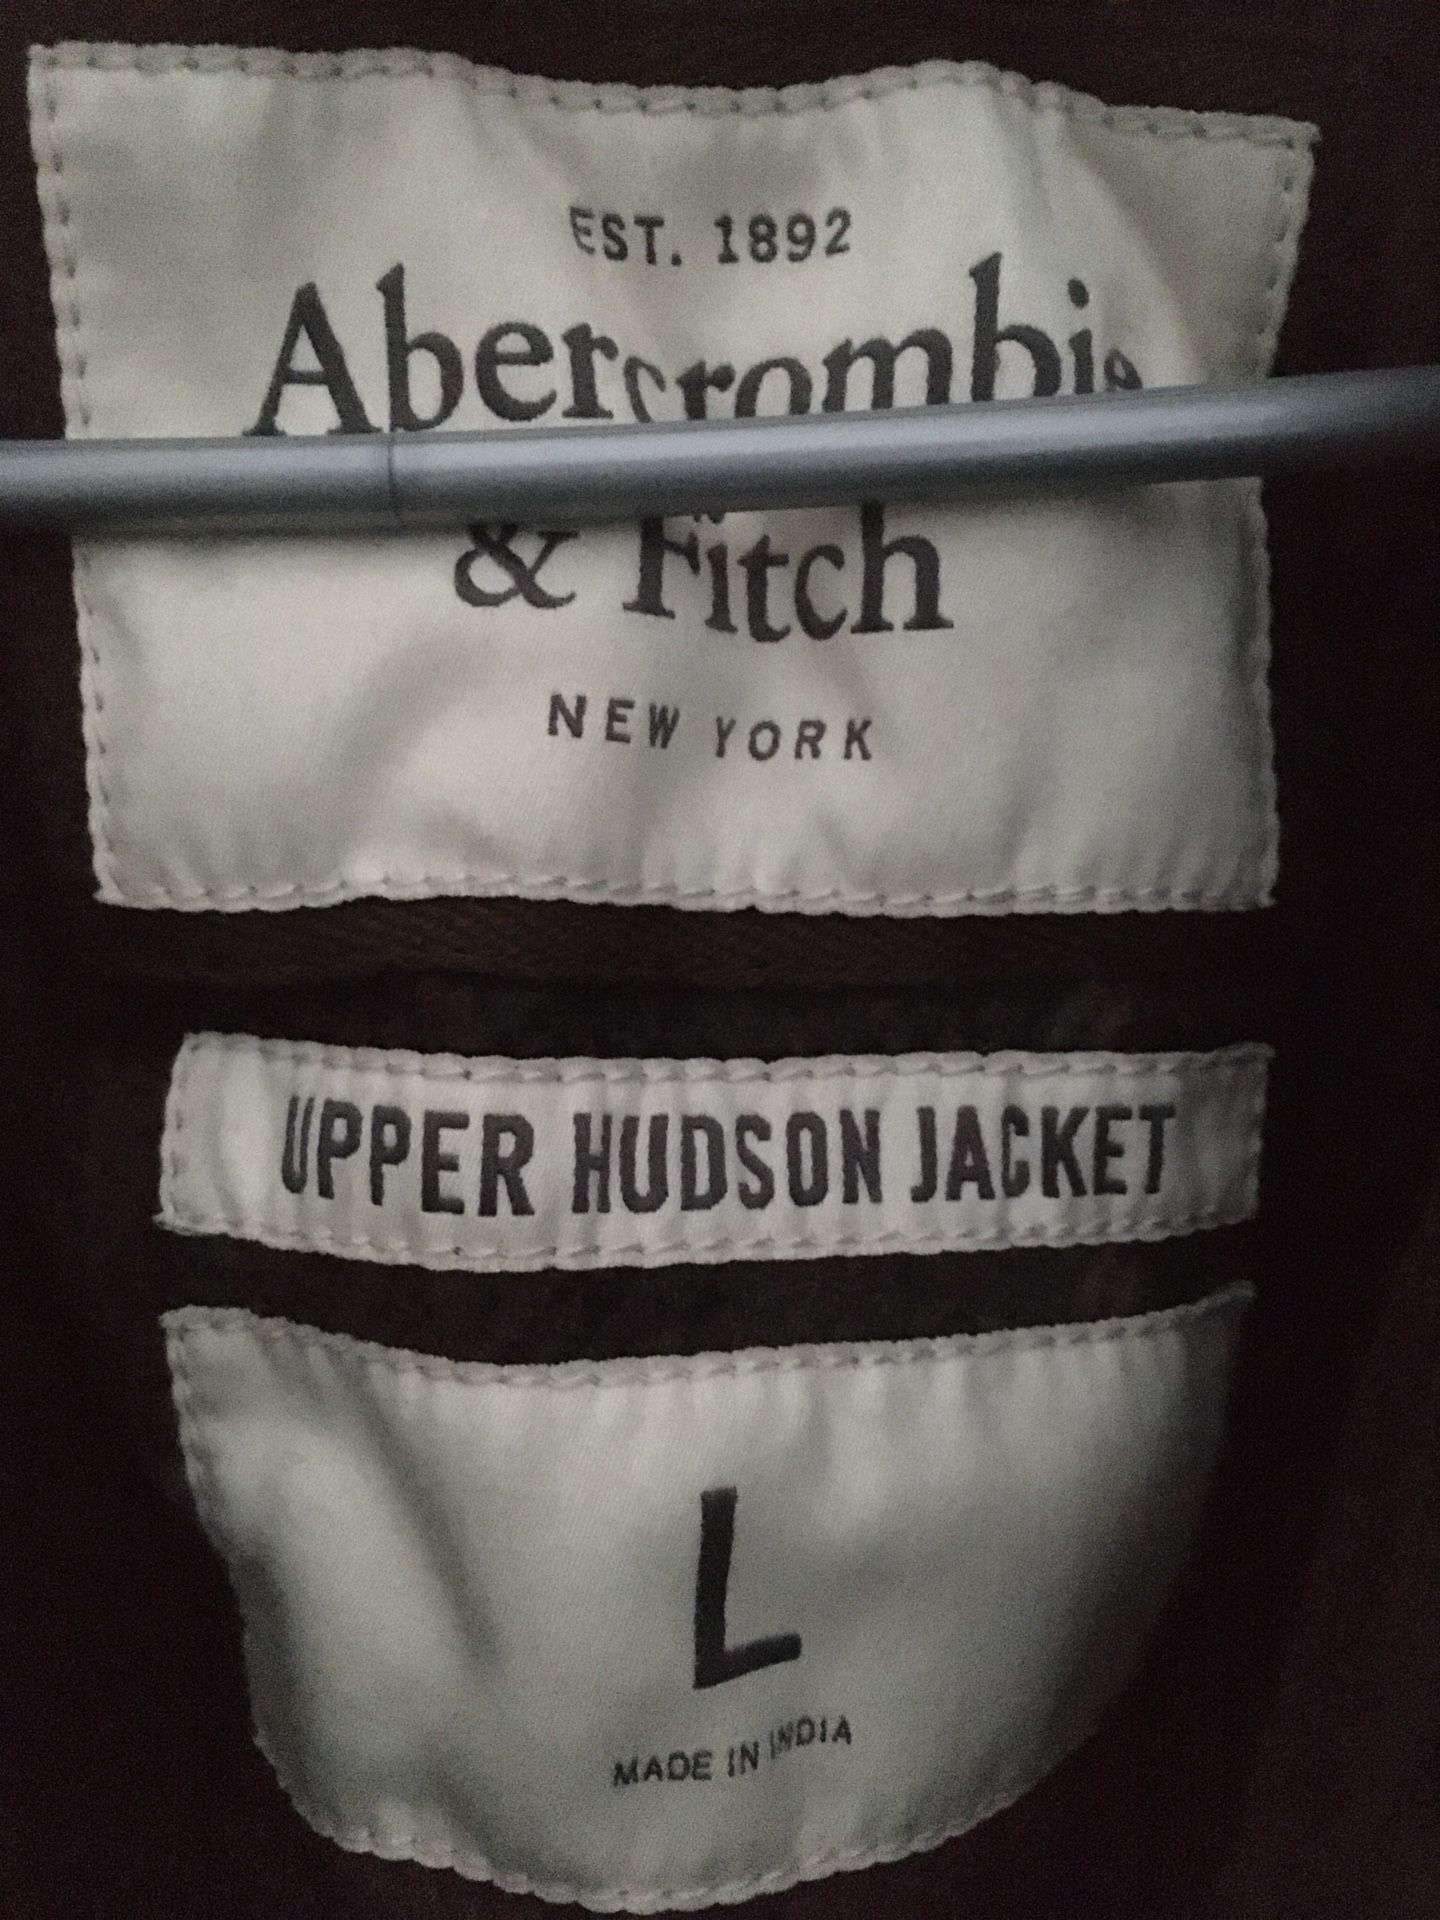 EST. 1892
Abercrombie
& Fitch
NEW YORK
UPPER HUDSON JACKET
L
MADE IN INDIA